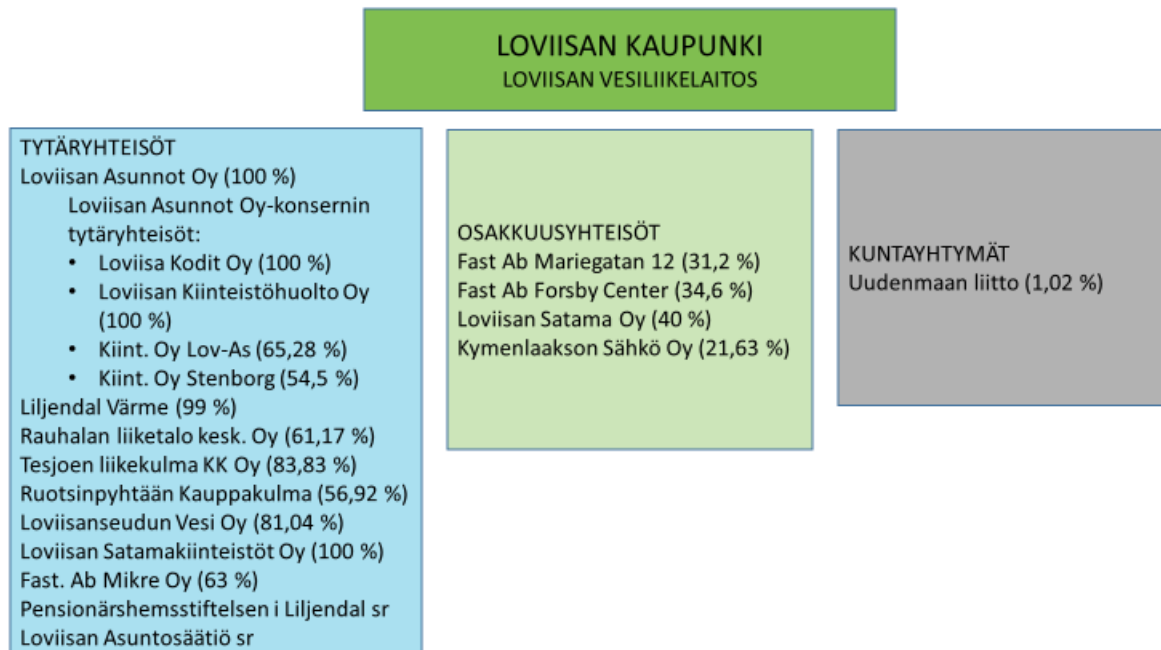 LOVIISAN KAUPUNKI
LOVIISAN VESILIIKELAITOS
TYTÄRYHTEISÖT
Loviisan Asunnot Oy (100 %)
Loviisan Asunnot Oy-konsernin
tytäryhteisöt:
• Loviisa Kodit Oy (100 %)
• Loviisan Kiinteistöhuolto Oy
(100 %)
• Kiint. Oy Lov-As (65,28 %)
• Kiint. Oy Stenborg (54,5 %)
Liljendal Värme (99 %)
Rauhalan liiketalo kesk. Oy (61,17 %)
Tesjoen liikekulma KK Oy (83,83 %)
Ruotsinpyhtään Kauppakulma (56,92 %)
Loviisanseudun Vesi Oy (81,04 %)
Loviisan Satamakiinteistöt Oy (100 %)
Fast. Ab Mikre Oy (63 %)
Pensionärshemsstiftelsen i Liljendal sr
Loviisan Asuntosäätiö sr
OSAKKUUSYHTEISÖT
Fast Ab Mariegatan 12 (31,2 %)
Fast Ab Forsby Center (34,6 %)
Loviisan Satama Oy (40 %)
Kymenlaakson Sähkö Oy (21,63 %)
KUNTAYHTYMÄT
Uudenmaan liitto (1,02 %)